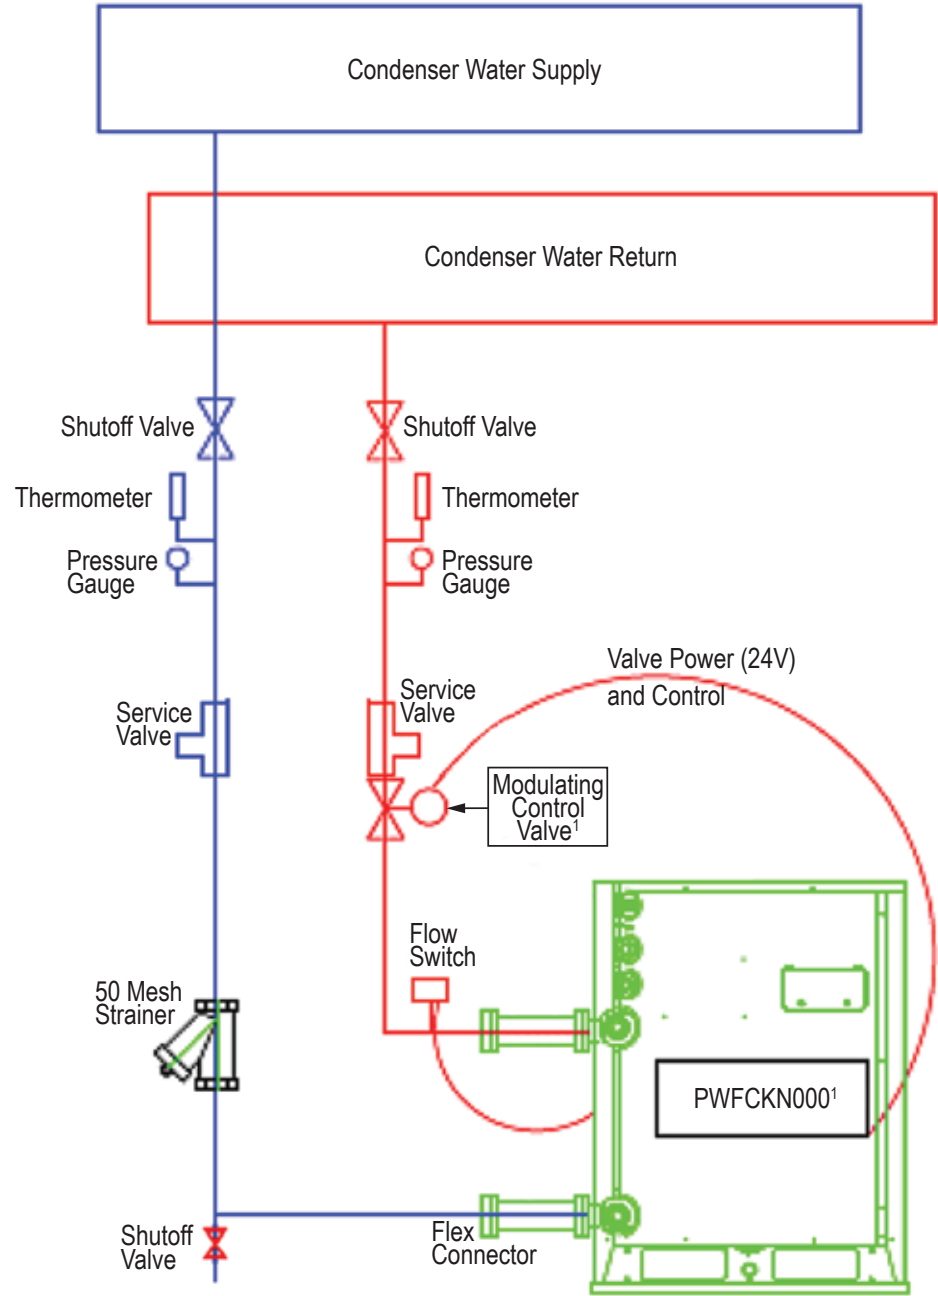 Condenser Water Supply
Condenser Water Return
Shutoff Valve
Shutoff Valve
Thermometer
Thermometer
Pressure
Gauge
Pressure
Gauge
Valve Power (24V)
and Control
Service
Valve
Service
Valve
Modulating
Control
Valve¹
Flow
Switch
50 Mesh
Strainer
PWFCKN000¹
Shutoff
Valve
Flex
Connector